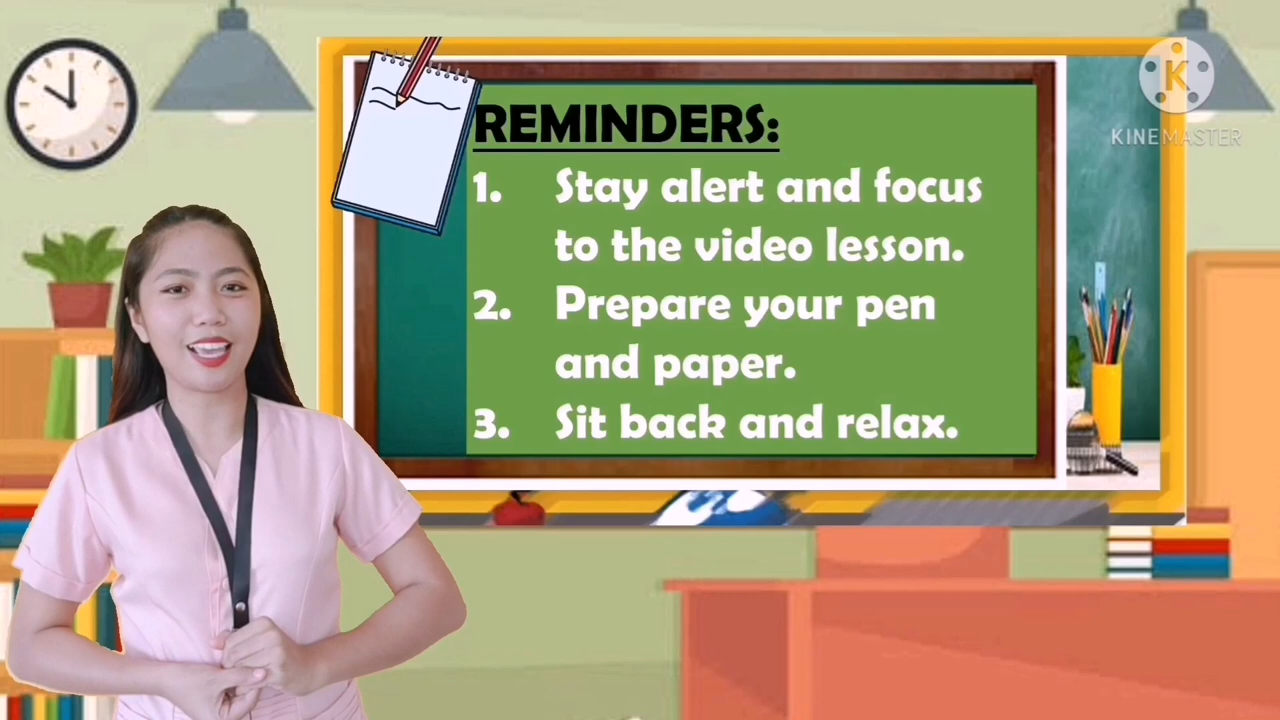 REMINDERS:
1. Stay alert and focus
to the video lesson.
2. Prepare your pen
and paper.
3. Sit back and relax.
K
KINEMASTER